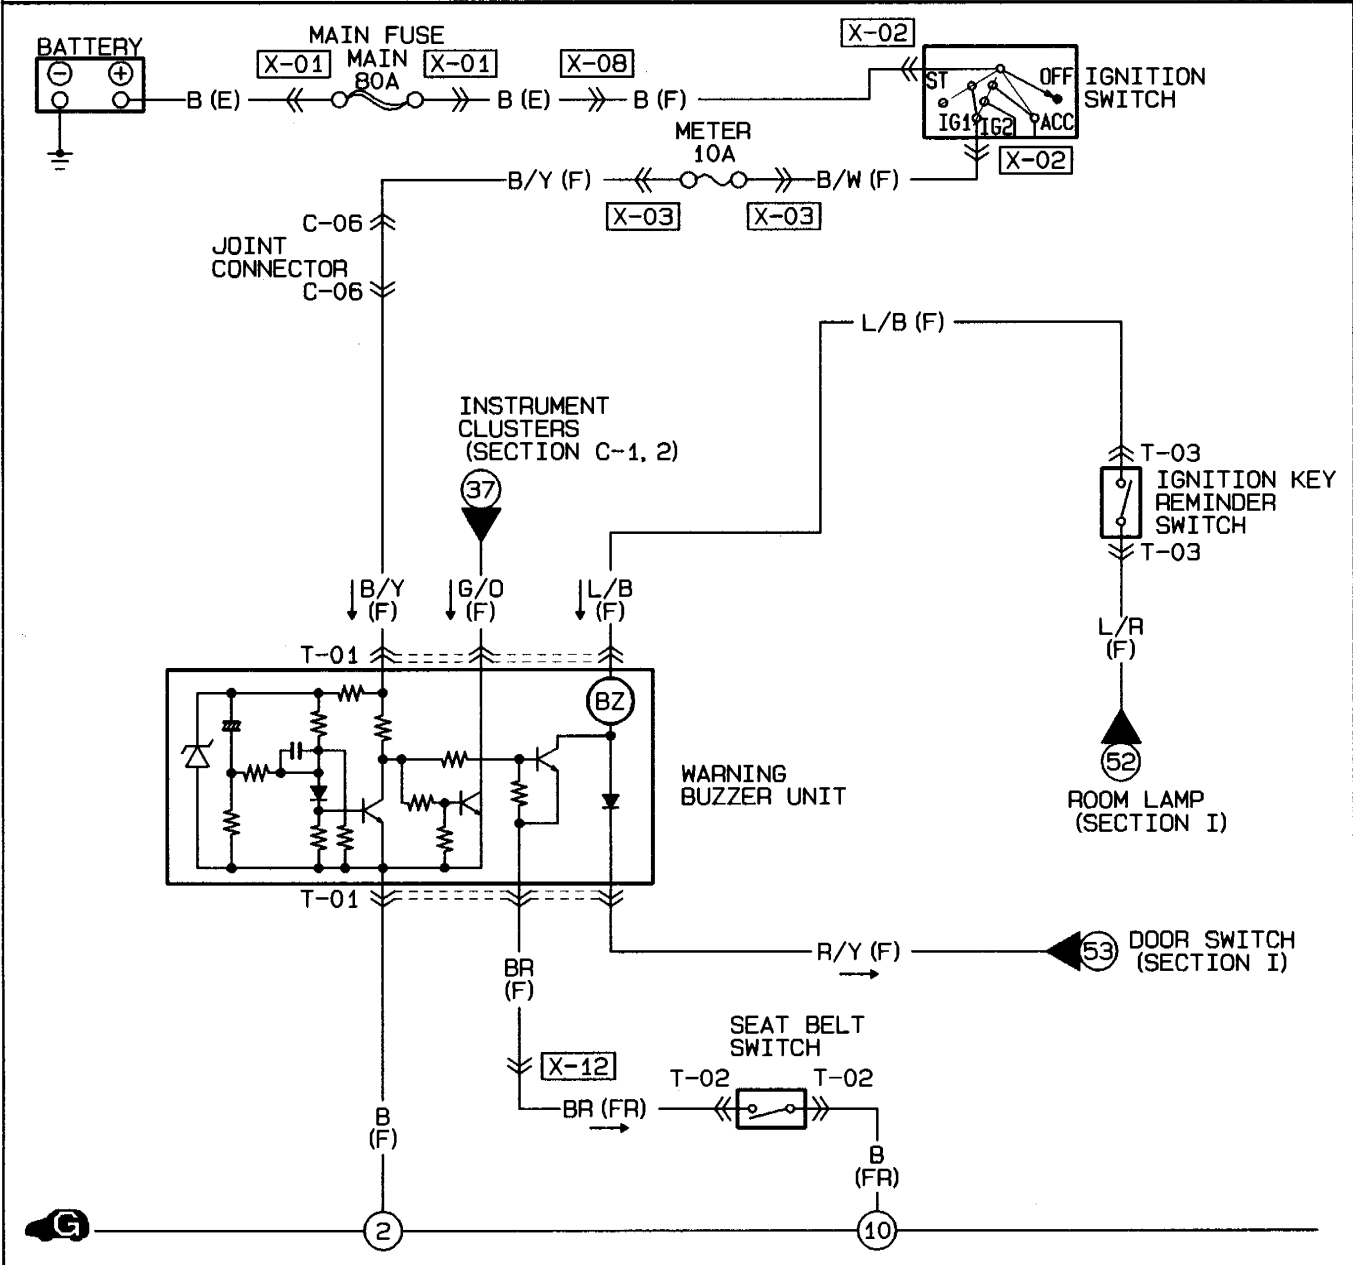 BATTERY
MAIN FUSE
MAIN
80A
X-01
X-01
X-08
X-02
B (E)
B (E)
B (F)
ST
OFF
IG1
IG2
ACC
IGNITION
SWITCH
X-02
METER
10A
B/Y (F)
B/W (F)
X-03
X-03
C-06
JOINT
CONNECTOR
C-06
L/B (F)
INSTRUMENT
CLUSTERS
(SECTION C-1, 2)
37
T-03
IGNITION KEY
REMINDER
SWITCH
T-03
B/Y
(F)
G/O
(F)
L/B
(F)
L/R
(F)
T-01
BZ
WARNING
BUZZER UNIT
52
ROOM LAMP
(SECTION I)
T-01
R/Y (F)
53
DOOR SWITCH
(SECTION I)
BR
(F)
SEAT BELT
SWITCH
X-12
T-02
T-02
BR (FR)
B
(F)
B
(FR)
G
2
10